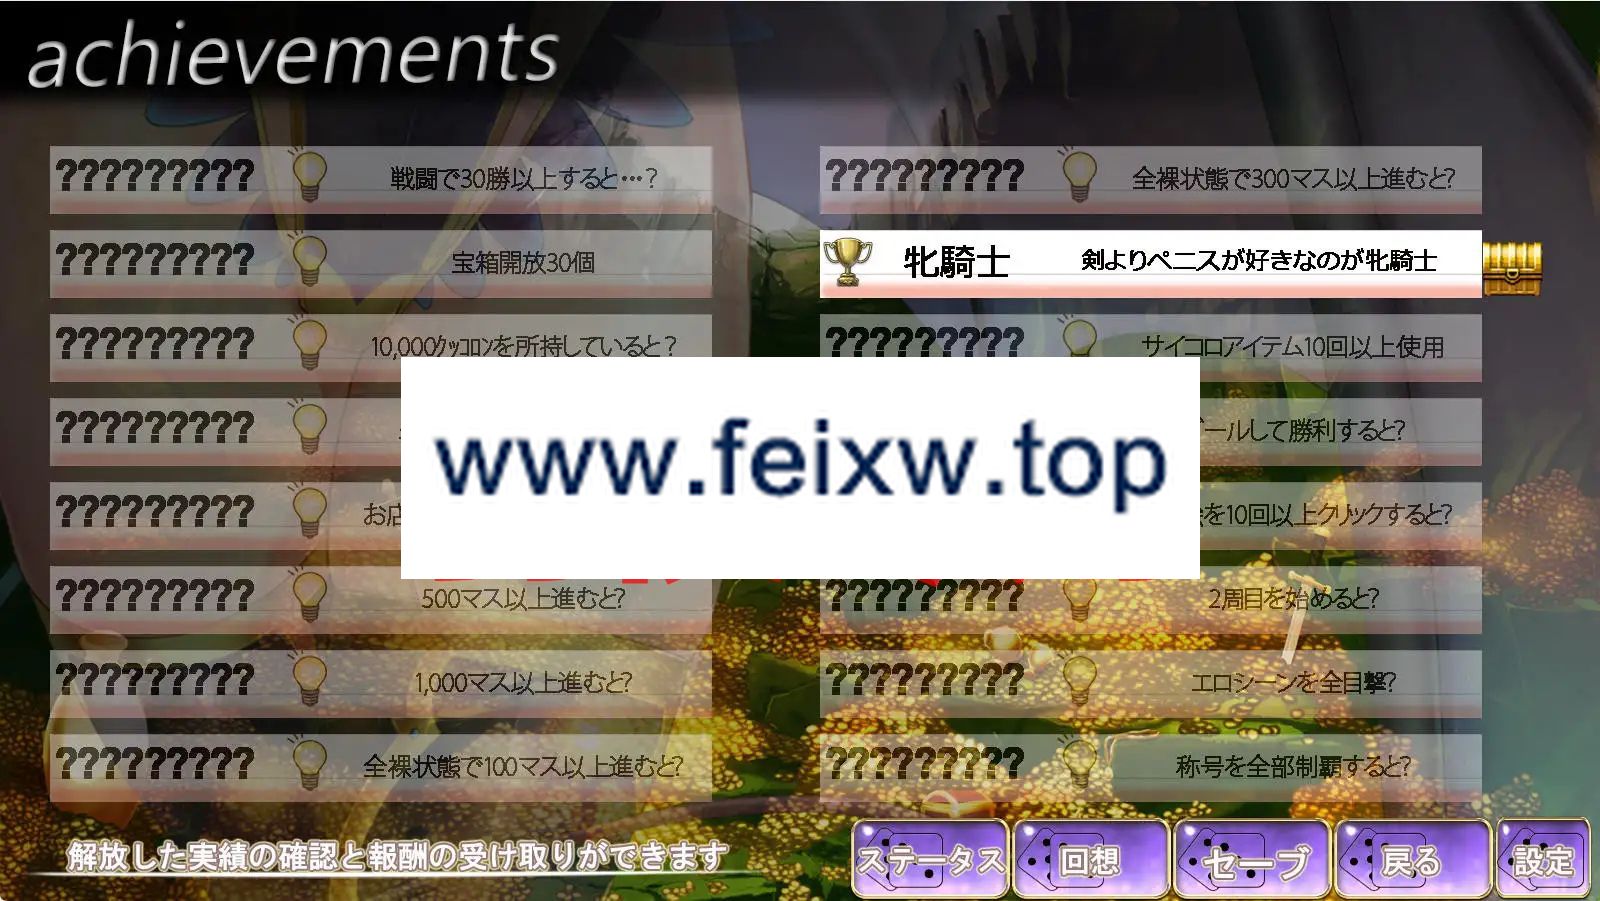 achievements
????????? 戦闘で30勝以上すると…?
????????? 宝箱開放30個
????????? 10,000ｸｯｺﾛﾝを所持していると？
?????????
????????? お店
????????? 500マス以上進むと?
????????? 1,000マス以上進むと?
????????? 全裸状態で100マス以上進むと?
????????? 全裸状態で300マス以上進むと?
牝騎士 剣よりペニスが好きなのが牝騎士
????????? サイコロアイテム10回以上使用
ールして勝利すると?
を10回以上クリックすると?
????????? 2周目を始めると?
????????? エロシーンを全目撃?
????????? 称号を全部制覇すると?
www.feixw.top
解放した実績の確認と報酬の受け取りができます
ステータス 回想 セーブ 戻る 設定